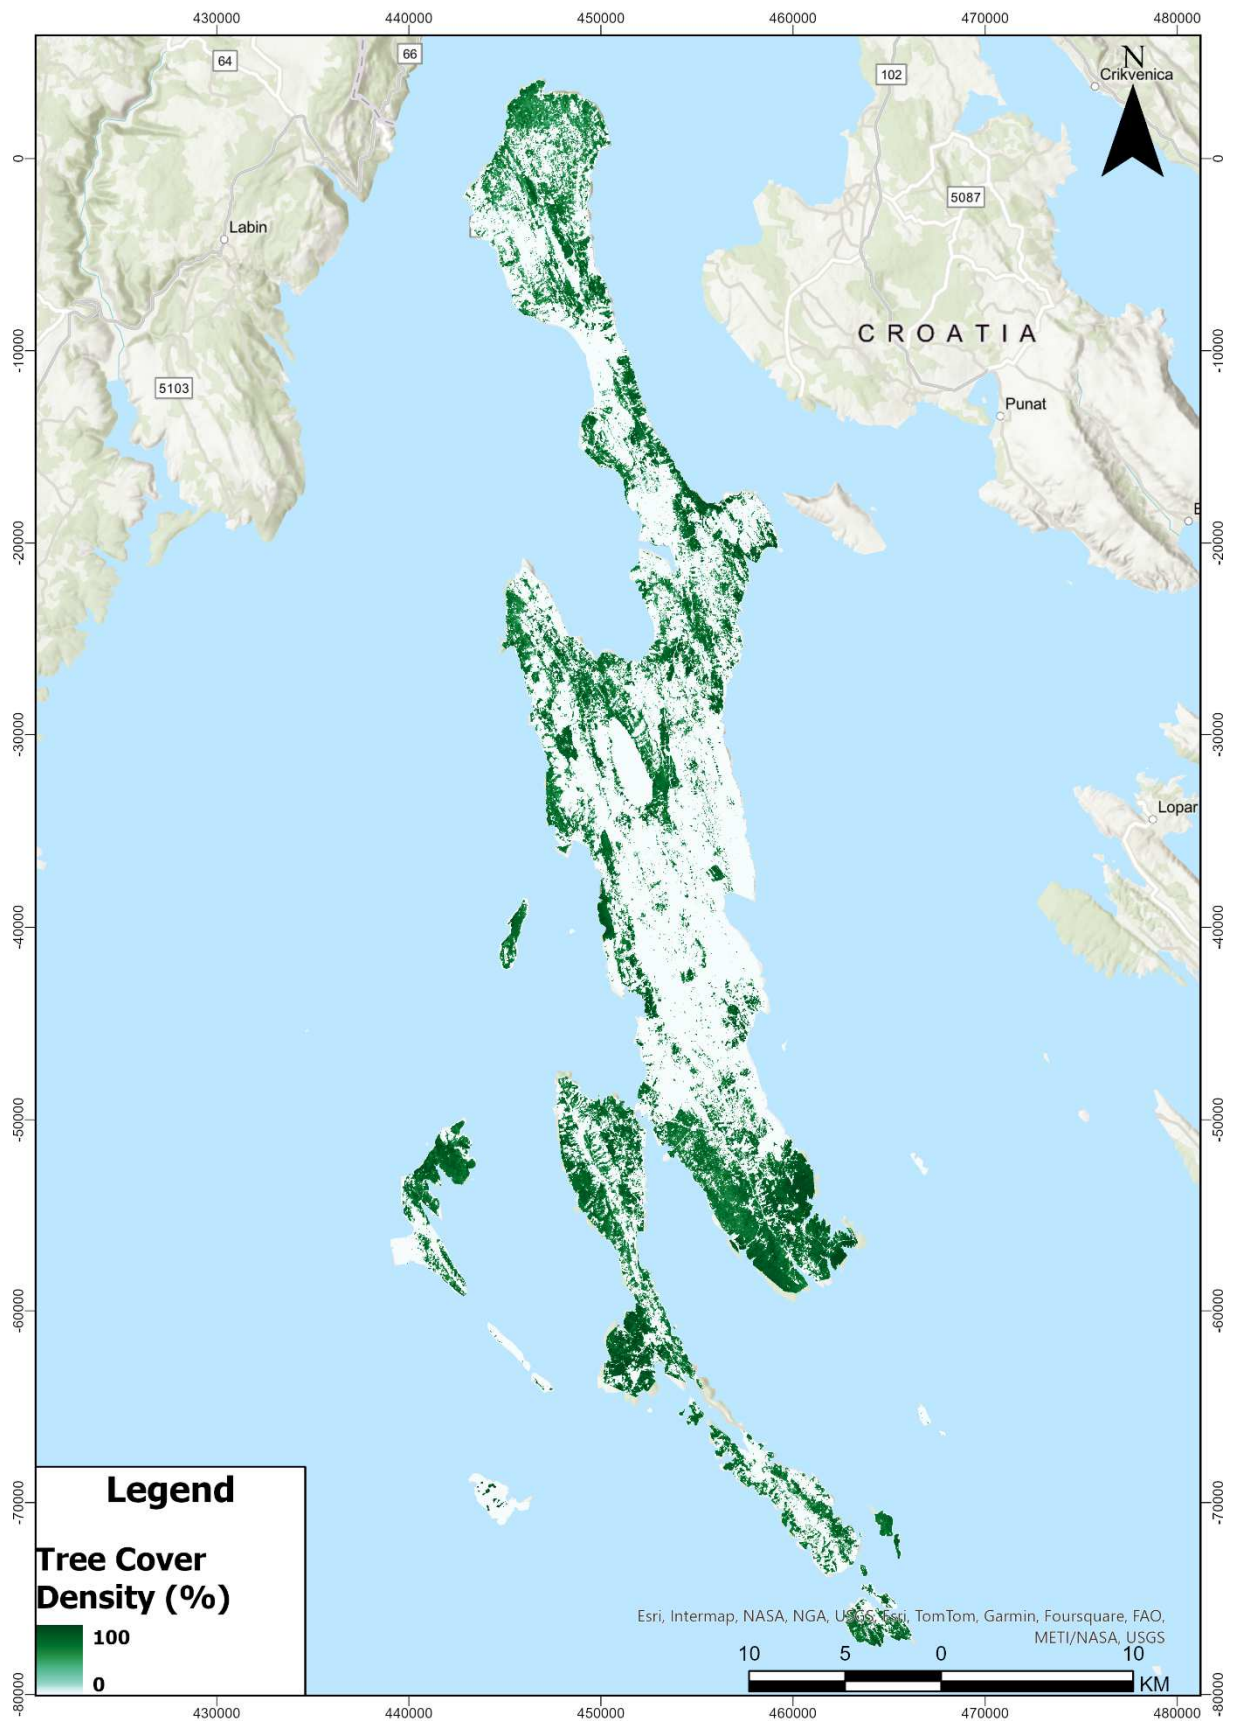 430000 440000 450000 460000 470000 480000
64
66
102
N
Crikvenica
0
0
5087
Labin
CROATIA
-10000
-10000
5103
Punat
-20000
E
-20000
-30000
-30000
Lopar
-40000
-40000
-50000
-50000
-60000
-60000
Legend
-70000
-70000
Tree Cover
Density (%)
100
0
Esri, Intermap, NASA, NGA, USGS, Esri, TomTom, Garmin, Foursquare, FAO,
METI/NASA, USGS
10 5 0 10
KM
-80000
-80000
430000 440000 450000 460000 470000 480000